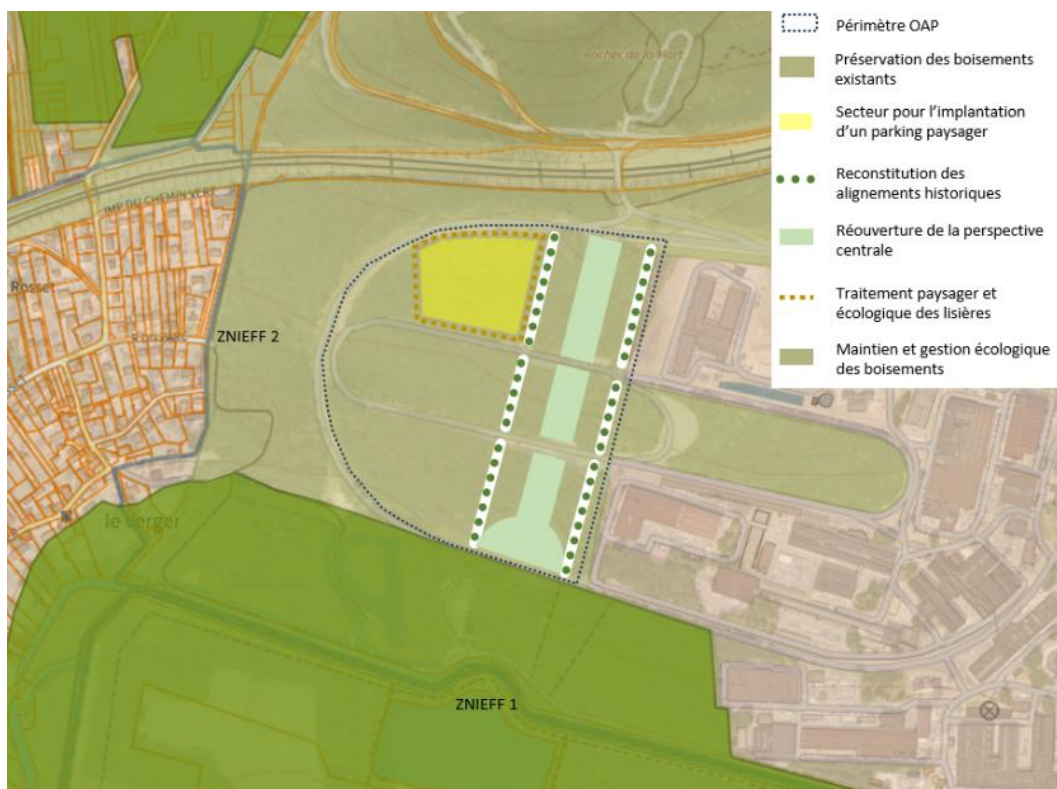 Périmètre OAP
Préservation des boisements
existants
Secteur pour l'implantation
d'un parking paysager
Reconstitution des
alignements historiques
Réouverture de la perspective
centrale
Traitement paysager et
écologique des lisières
Maintien et gestion écologique
des boisements
Rocher de la Mort
IMP DU CHEMIN VERT
Rosset
ZNIEFF 2
le Verger
ZNIEFF 1